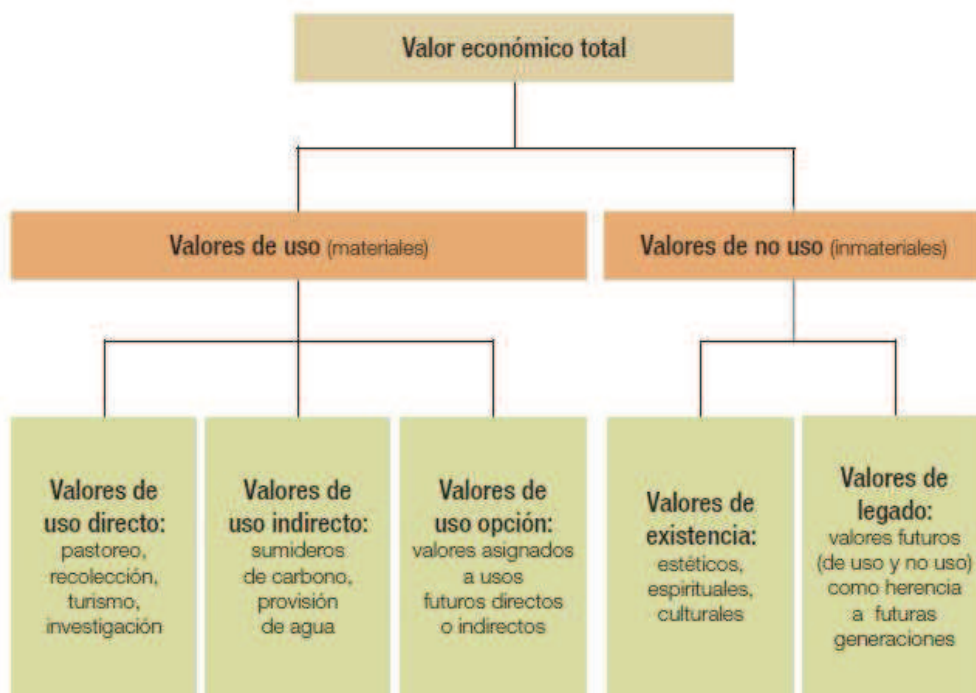 Valor económico total
Valores de uso (materiales)
Valores de no uso (inmateriales)
Valores de
uso directo:
pastoreo,
recolección,
turismo,
investigación
Valores de
uso indirecto:
sumideros
de carbono,
provisión
de agua
Valores de
uso opción:
valores asignados
a usos
futuros directos
o indirectos
Valores de
existencia:
estéticos,
espirituales,
culturales
Valores de
legado:
valores futuros
(de uso y no uso)
como herencia
a futuras
generaciones